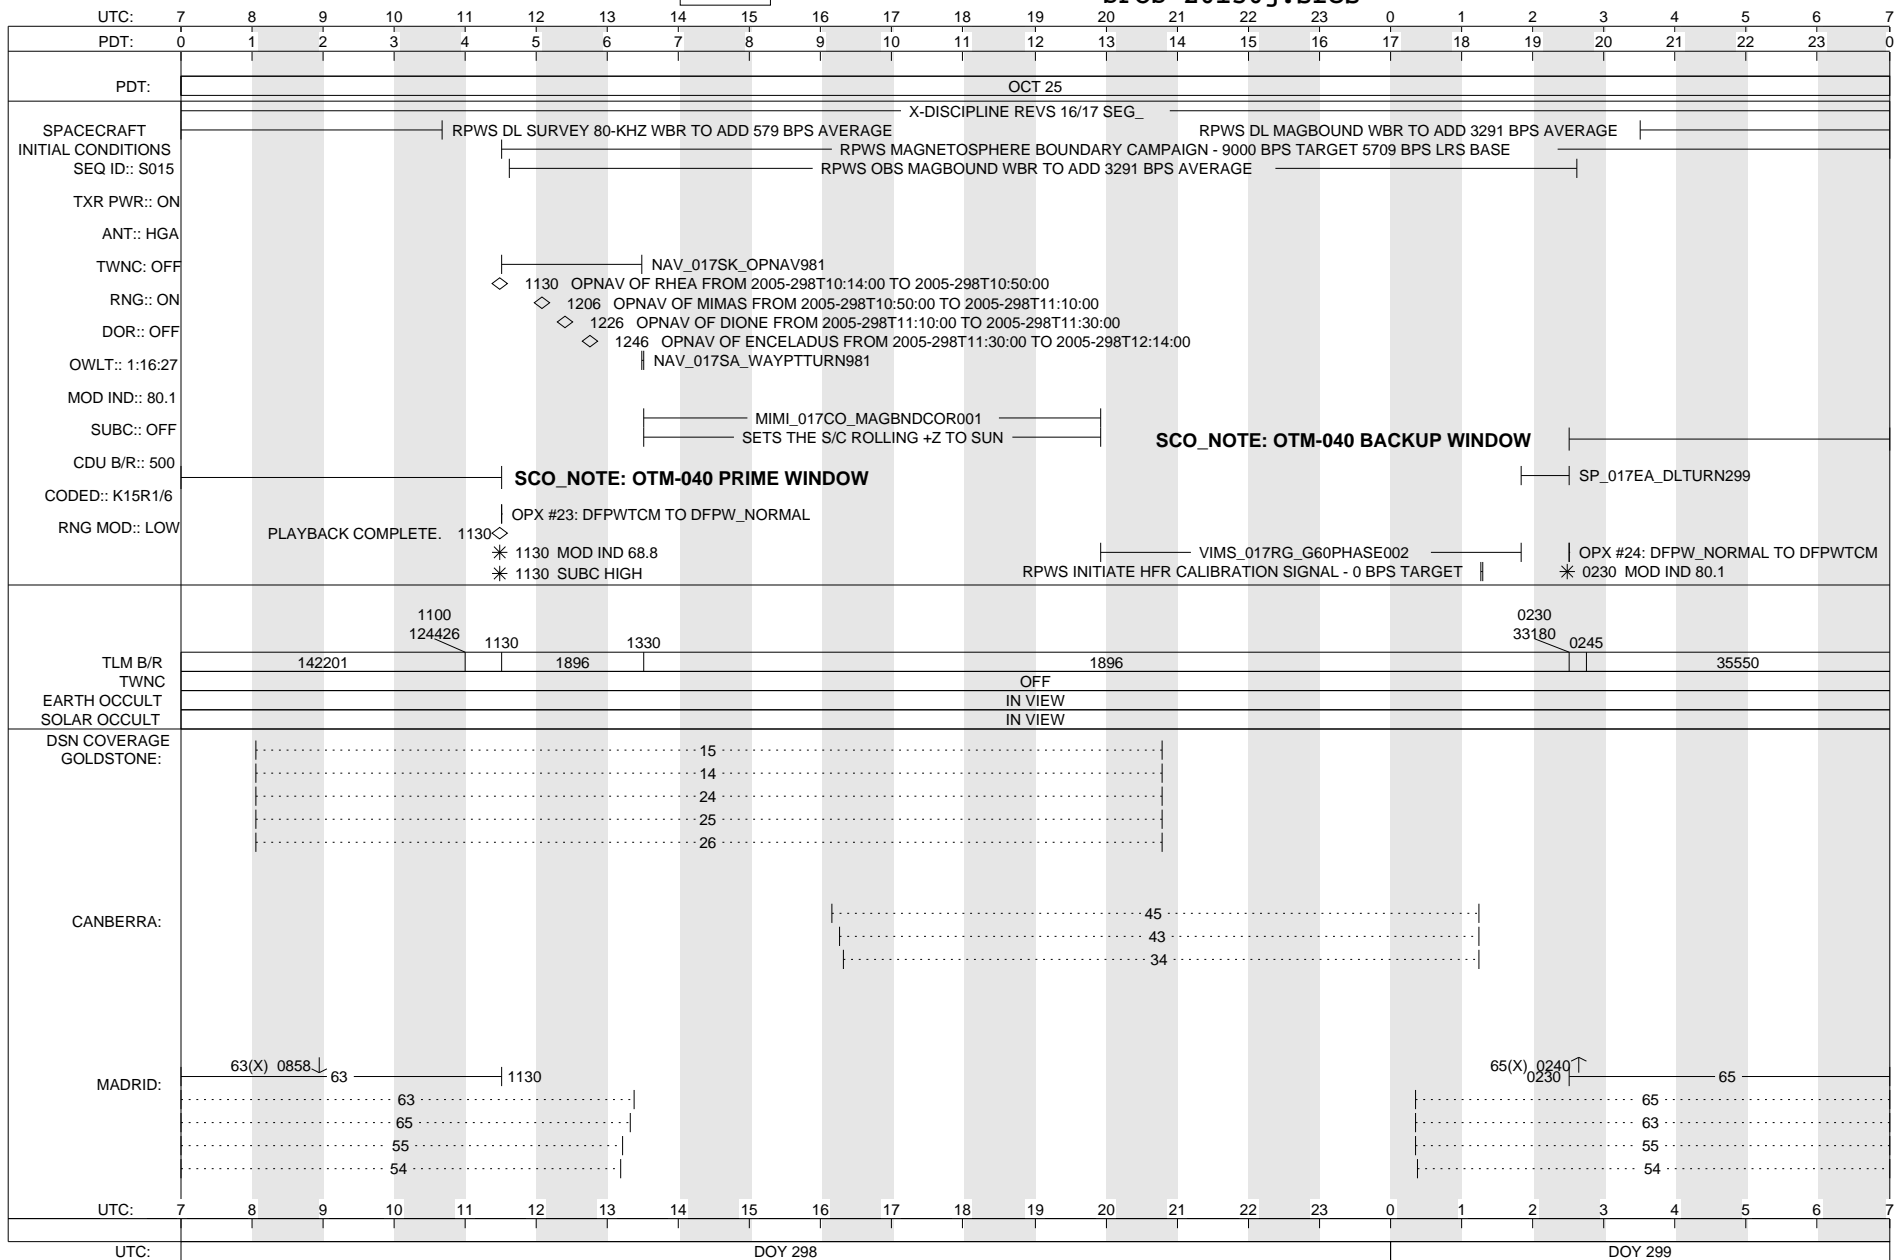 UTC: 7 8 9 10 11 12 13 14 15 16 17 18 19 20 21 22 23 0 1 2 3 4 5 6 7
PDT: 0 1 2 3 4 5 6 7 8 9 10 11 12 13 14 15 16 17 18 19 20 21 22 23 0
PDT: OCT 25
X-DISCIPLINE REVS 16/17 SEG_
SPACECRAFT
RPWS DL SURVEY 80-KHZ WBR TO ADD 579 BPS AVERAGE
RPWS DL MAGBOUND WBR TO ADD 3291 BPS AVERAGE
INITIAL CONDITIONS
RPWS MAGNETOSPHERE BOUNDARY CAMPAIGN - 9000 BPS TARGET 5709 BPS LRS BASE
SEQ ID:: S015
RPWS OBS MAGBOUND WBR TO ADD 3291 BPS AVERAGE
TXR PWR:: ON
ANT:: HGA
TWNC: OFF
NAV_017SK_OPNAV981
1130 OPNAV OF RHEA FROM 2005-298T10:14:00 TO 2005-298T10:50:00
RNG:: ON
1206 OPNAV OF MIMAS FROM 2005-298T10:50:00 TO 2005-298T11:10:00
1226 OPNAV OF DIONE FROM 2005-298T11:10:00 TO 2005-298T11:30:00
DOR:: OFF
1246 OPNAV OF ENCELADUS FROM 2005-298T11:30:00 TO 2005-298T12:14:00
OWLT:: 1:16:27
NAV_017SA_WAYPTTURN981
MOD IND:: 80.1
MIMI_017CO_MAGBNDCOR001
SUBC:: OFF
SETS THE S/C ROLLING +Z TO SUN
SCO_NOTE: OTM-040 BACKUP WINDOW
CDU B/R:: 500
SCO_NOTE: OTM-040 PRIME WINDOW
SP_017EA_DLTURN299
CODED:: K15R1/6
OPX #23: DFPWTCM TO DFPW_NORMAL
RNG MOD:: LOW
PLAYBACK COMPLETE. 1130
1130 MOD IND 68.8
VIMS_017RG_G60PHASE002
OPX #24: DFPW_NORMAL TO DFPWTCM
1130 SUBC HIGH
RPWS INITIATE HFR CALIBRATION SIGNAL - 0 BPS TARGET
0230 MOD IND 80.1
1100 0230
124426 1130 1330 33180 0245
TLM B/R 142201 1896 1896 35550
TWNC OFF
EARTH OCCULT IN VIEW
SOLAR OCCULT IN VIEW
DSN COVERAGE
GOLDSTONE:
15
14
24
25
26
CANBERRA:
45
43
34
63(X) 0858 65(X) 0240
MADRID: 63 1130 0230 65
63 65
65 63
55 55
54 54
UTC: 7 8 9 10 11 12 13 14 15 16 17 18 19 20 21 22 23 0 1 2 3 4 5 6 7
UTC: DOY 298 DOY 299